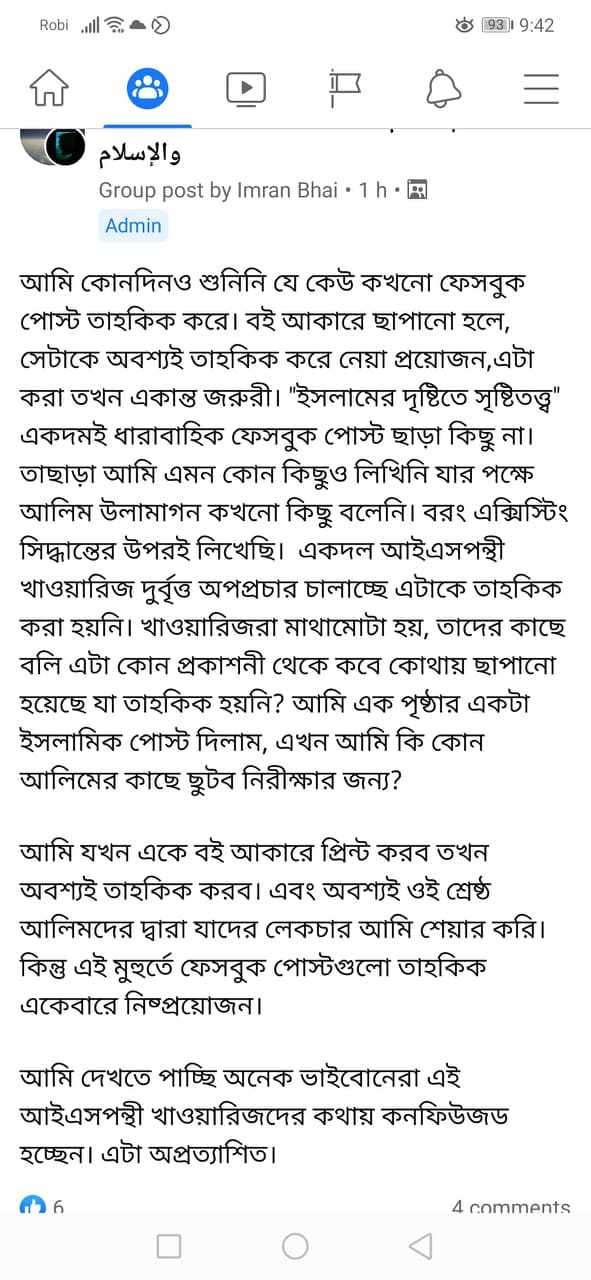 Robi 93 9:42
والإسلام
Group post by Imran Bhai • 1 h •
Admin
আমি কোনদিনও শুনিনি যে কেউ কখনো ফেসবুক
পোস্ট তাহকিক করে। বই আকারে ছাপানো হলে,
সেটাকে অবশ্যই তাহকিক করে নেয়া প্রয়োজন,এটা
করা তখন একান্ত জরুরী। "ইসলামের দৃষ্টিতে সৃষ্টিতত্ত্ব"
একদমই ধারাবাহিক ফেসবুক পোস্ট ছাড়া কিছু না।
তাছাড়া আমি এমন কোন কিছুও লিখিনি যার পক্ষে
আলিম উলামাগন কখনো কিছু বলেনি। বরং এক্সিস্টিং
সিদ্ধান্তের উপরই লিখেছি। একদল আইএসপন্থী
খাওয়ারিজ দুর্বৃত্ত অপপ্রচার চালাচ্ছে এটাকে তাহকিক
করা হয়নি। খাওয়ারিজরা মাথামোটা হয়, তাদের কাছে
বলি এটা কোন প্রকাশনী থেকে কবে কোথায় ছাপানো
হয়েছে যা তাহকিক হয়নি? আমি এক পৃষ্ঠার একটা
ইসলামিক পোস্ট দিলাম, এখন আমি কি কোন
আলিমের কাছে ছুটব নিরীক্ষার জন্য?
আমি যখন একে বই আকারে প্রিন্ট করব তখন
অবশ্যই তাহকিক করব। এবং অবশ্যই ওই শ্রেষ্ঠ
আলিমদের দ্বারা যাদের লেকচার আমি শেয়ার করি।
কিন্তু এই মুহুর্তে ফেসবুক পোস্টগুলো তাহকিক
একেবারে নিষ্প্রয়োজন।
আমি দেখতে পাচ্ছি অনেক ভাইবোনেরা এই
আইএসপন্থী খাওয়ারিজদের কথায় কনফিউজড
হচ্ছেন। এটা অপ্রত্যাশিত।
6 4 comments